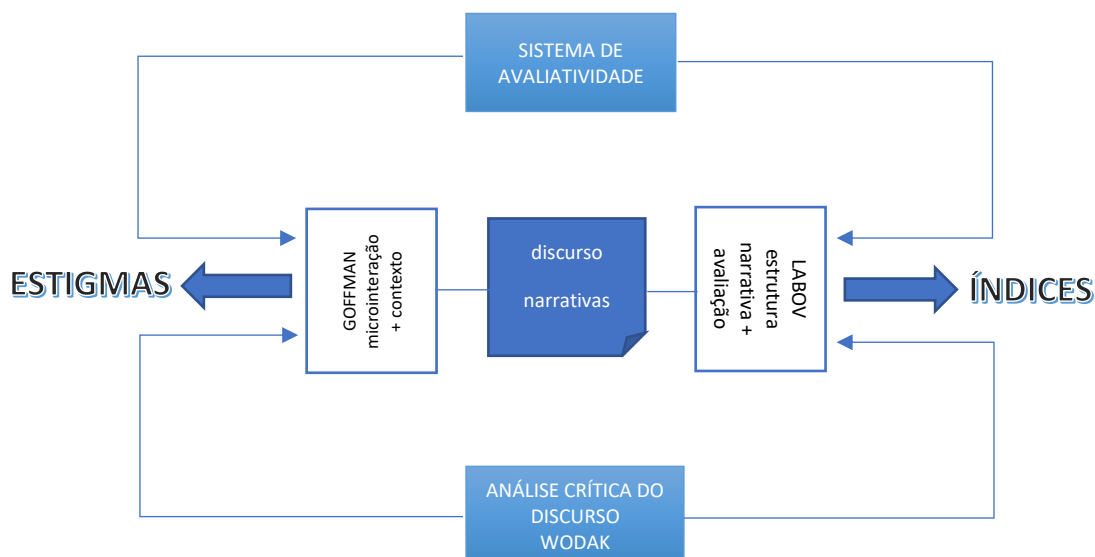 SISTEMA DE
AVALIATIVIDADE
ESTIGMAS
GOFFMAN
microinteração
+ contexto
discurso
narrativas
LABOV
estrutura
narrativa +
avaliação
ÍNDICES
ANÁLISE CRÍTICA DO
DISCURSO
WODAK